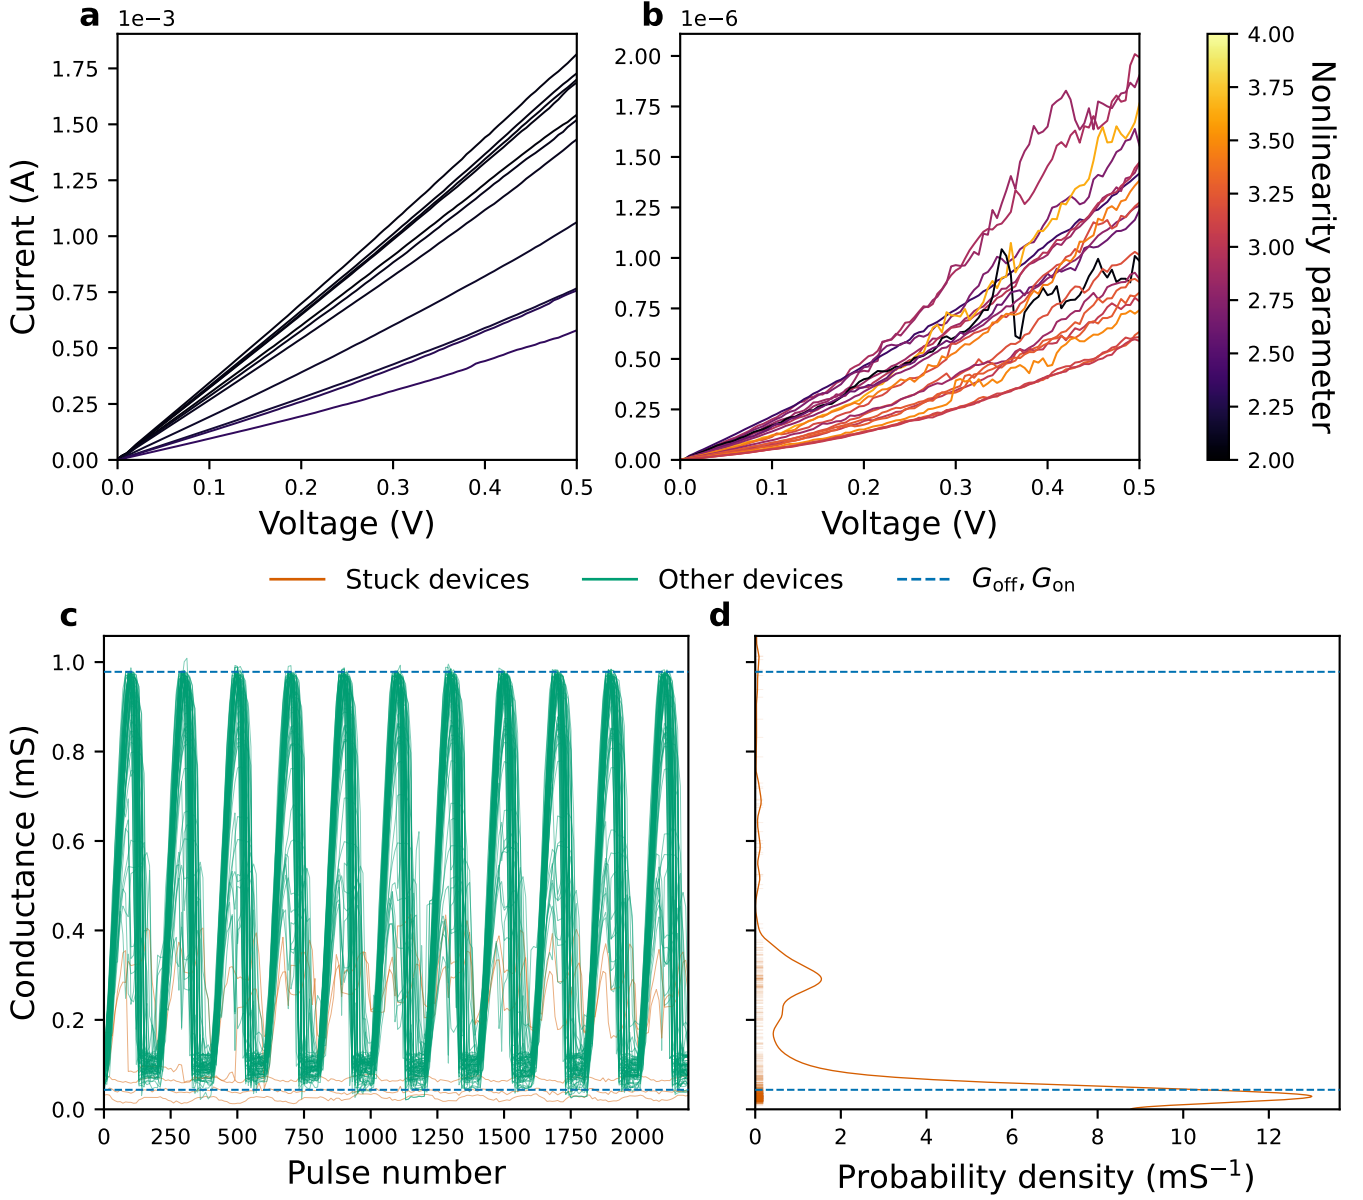 a
1e−3
b
1e−6
Current (A)
1.75
1.50
1.25
1.00
0.75
0.50
0.25
0.00
0.0 0.1 0.2 0.3 0.4 0.5
Voltage (V)
2.00
1.75
1.50
1.25
1.00
0.75
0.50
0.25
0.00
0.0 0.1 0.2 0.3 0.4 0.5
Voltage (V)
4.00
3.75
3.50
3.25
3.00
2.75
2.50
2.25
2.00
Nonlinearity parameter
Stuck devices Other devices G_off, G_on
c
Conductance (mS)
1.0
0.8
0.6
0.4
0.2
0.0
0 250 500 750 1000 1250 1500 1750 2000
Pulse number
d
0 2 4 6 8 10 12
Probability density (mS⁻¹)